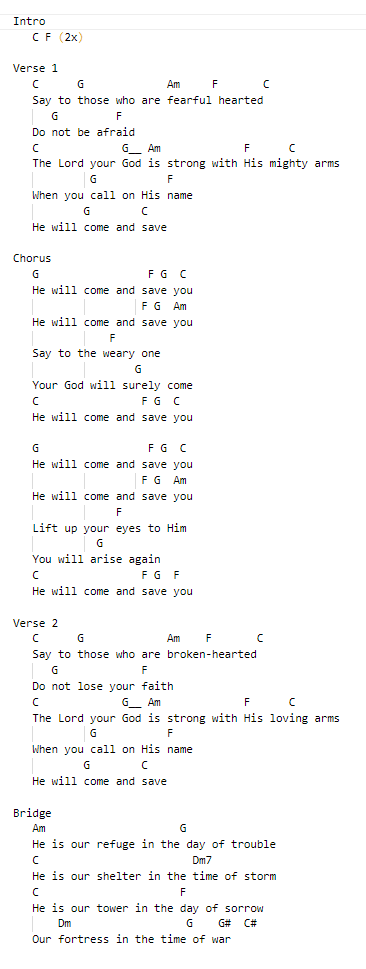 Intro
C F (2x)
Verse 1
C G Am F C
Say to those who are fearful hearted
G F
Do not be afraid
C G__ Am F C
The Lord your God is strong with His mighty arms
G F
When you call on His name
G C
He will come and save
Chorus
G F G C
He will come and save you
F G Am
He will come and save you
F
Say to the weary one
G
Your God will surely come
C F G C
He will come and save you
G F G C
He will come and save you
F G Am
He will come and save you
F
Lift up your eyes to Him
G
You will arise again
C F G F
He will come and save you
Verse 2
C G Am F C
Say to those who are broken-hearted
G F
Do not lose your faith
C G__ Am F C
The Lord your God is strong with His loving arms
G F
When you call on His name
G C
He will come and save
Bridge
Am G
He is our refuge in the day of trouble
C Dm7
He is our shelter in the time of storm
C F
He is our tower in the day of sorrow
Dm G G# C#
Our fortress in the time of war